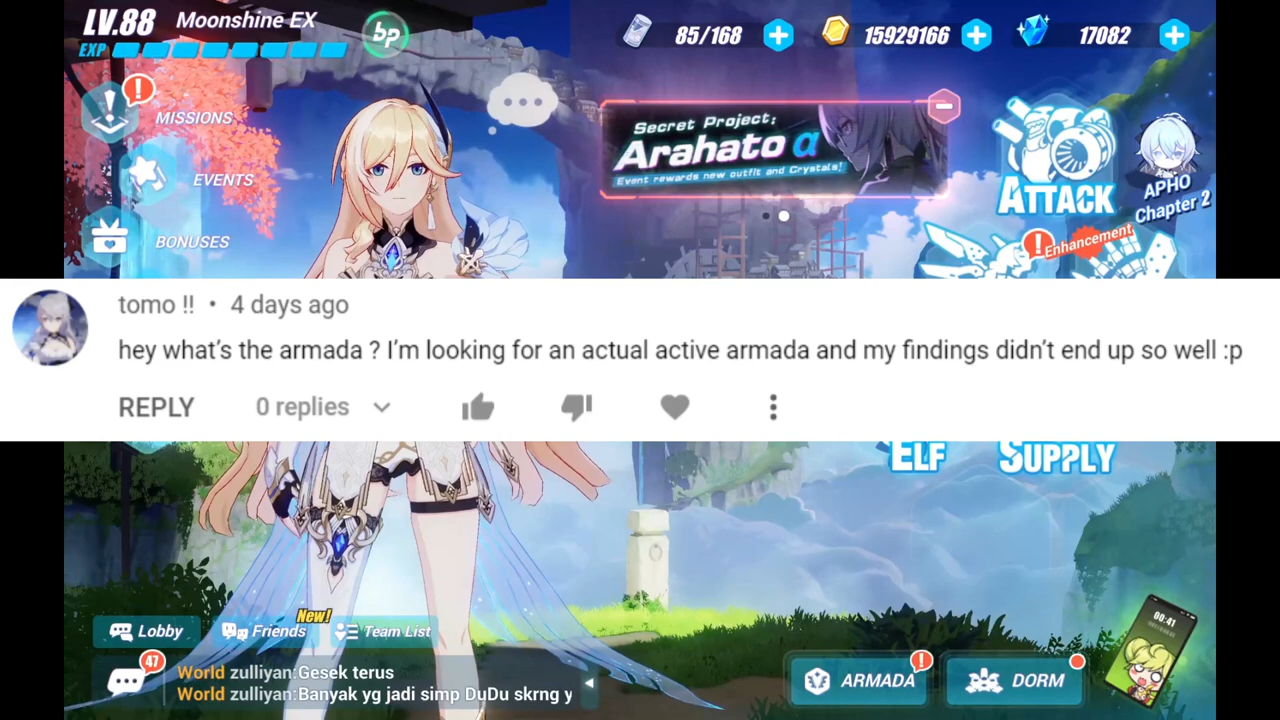 LV.88 Moonshine EX bp 85/168 15929166 17082
EXP
MISSIONS
EVENTS
BONUSES
Secret Project:
Arahato α
Event rewards new outfit and Crystals!
ATTACK
APHO
Chapter 2
Enhancement
tomo !! • 4 days ago
hey what's the armada ? I'm looking for an actual active armada and my findings didn't end up so well :p
REPLY 0 replies
ELF SUPPLY
New!
Lobby Friends Team List
47
World zulliyan:Gesek terus
World zulliyan:Banyak yg jadi simp DuDu skrng y
ARMADA DORM
00:41